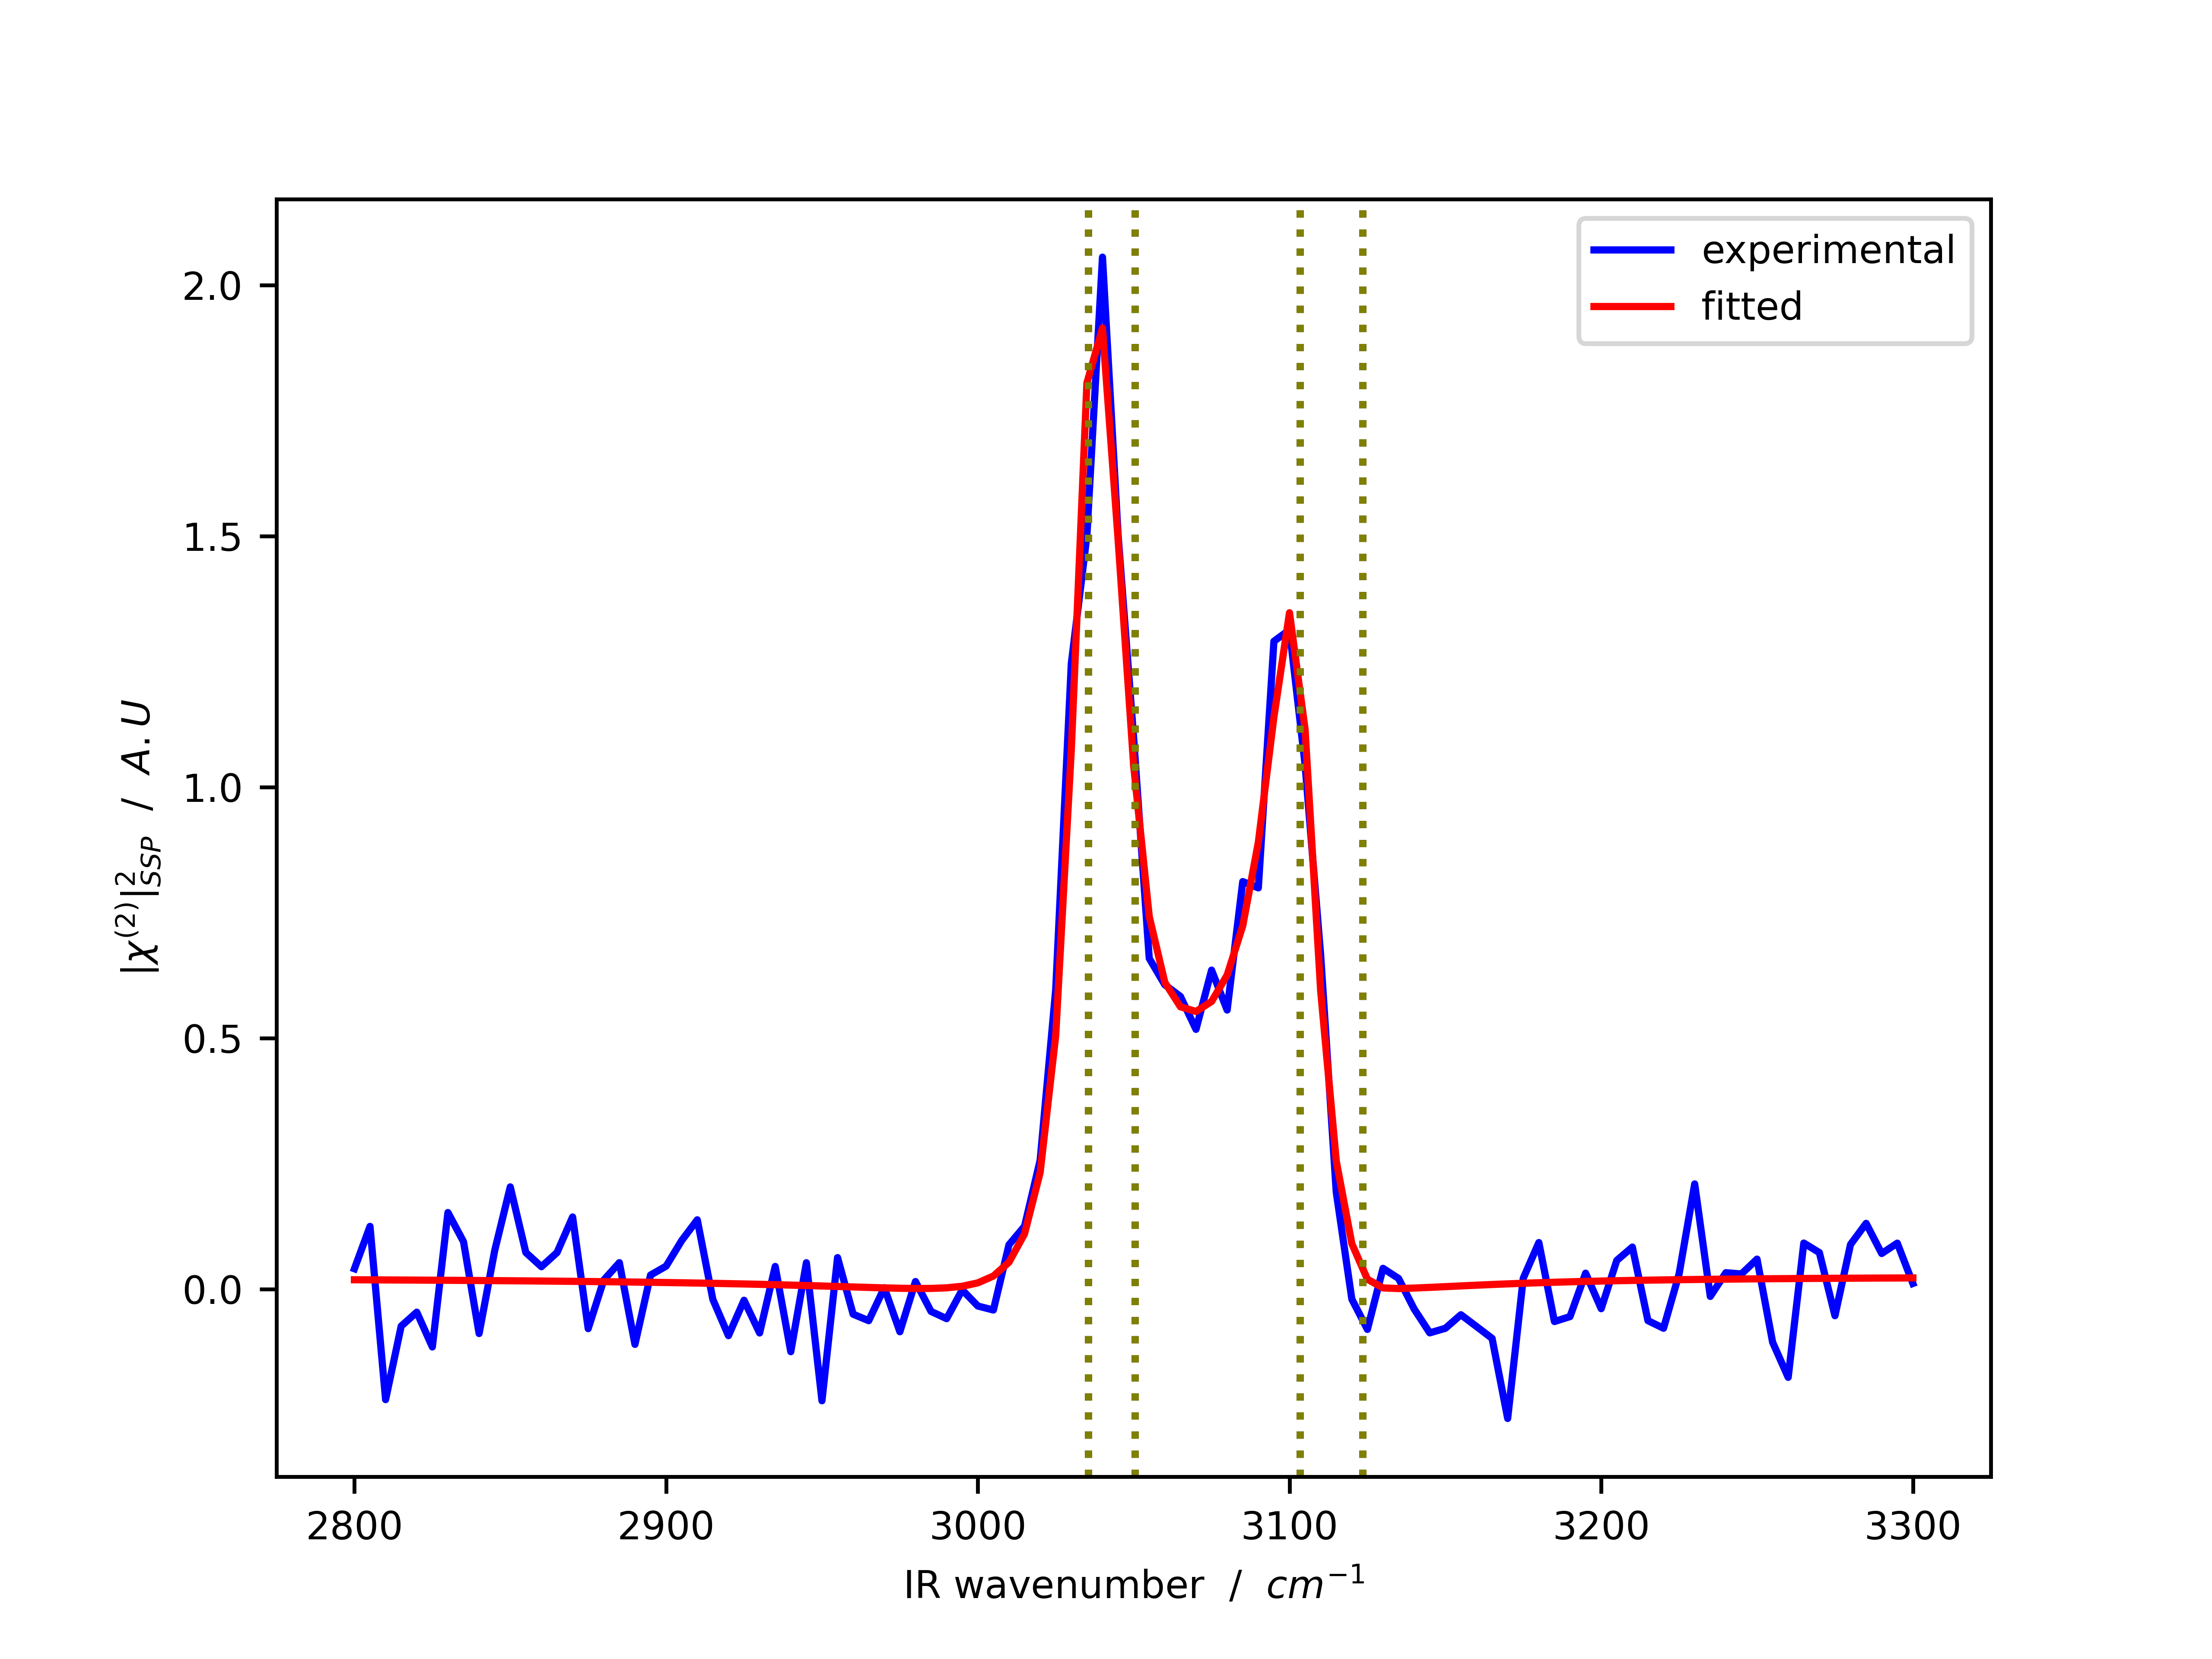 experimental
fitted
2.0
1.5
1.0
0.5
0.0
|χ⁽²⁾|²_SSP / A.U
2800 2900 3000 3100 3200 3300
IR wavenumber / cm⁻¹